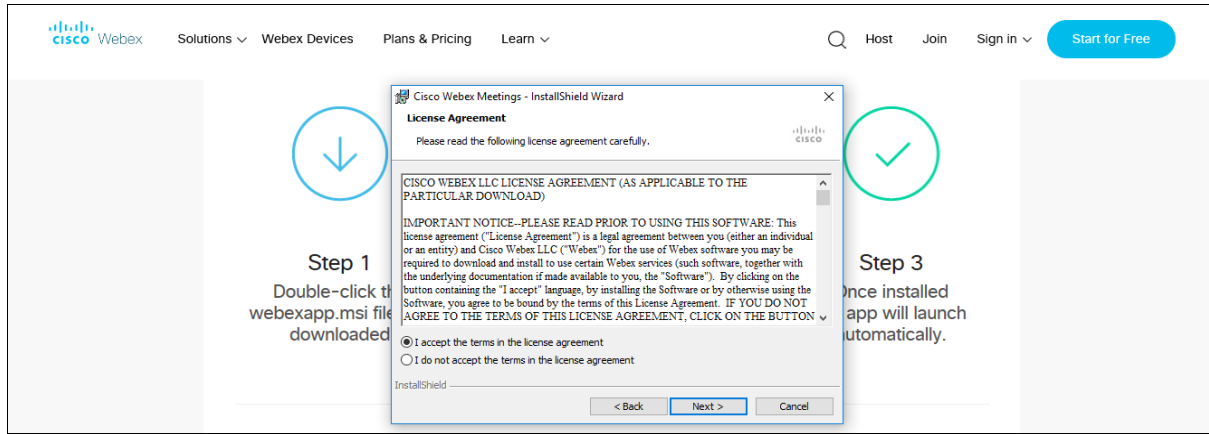 CISCO Webex Solutions Webex Devices Plans & Pricing Learn Host Join Sign in Start for Free
Cisco Webex Meetings - InstallShield Wizard
License Agreement
Please read the following license agreement carefully.
CISCO
CISCO WEBEX LLC LICENSE AGREEMENT (AS APPLICABLE TO THE
PARTICULAR DOWNLOAD)
IMPORTANT NOTICE--PLEASE READ PRIOR TO USING THIS SOFTWARE: This
license agreement ("License Agreement") is a legal agreement between you (either an individual
or an entity) and Cisco Webex LLC ("Webex") for the use of Webex software you may be
required to download and install to use certain Webex services (such software, together with
the underlying documentation if made available to you, the "Software"). By clicking on the
button containing the "I accept" language, by installing the Software or by otherwise using the
Software, you agree to be bound by the terms of this License Agreement. IF YOU DO NOT
AGREE TO THE TERMS OF THIS LICENSE AGREEMENT, CLICK ON THE BUTTON
I accept the terms in the license agreement
I do not accept the terms in the license agreement
InstallShield
< Back Next > Cancel
Step 1
Double-click
webexapp.msi file
downloaded
Step 3
Once installed
app will launch
automatically.